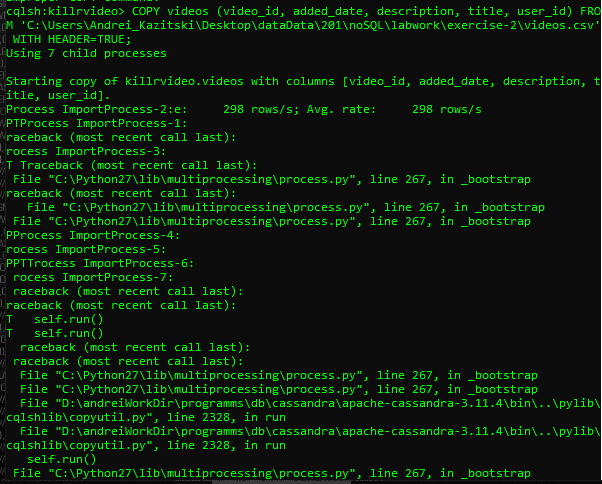 cqlsh:killrvideo> COPY videos (video_id, added_date, description, title, user_id) FRO
M 'C:\Users\Andrei_Kazitski\Desktop\dataData\201\noSQL\labwork\exercise-2\videos.csv'
 WITH HEADER=TRUE;
Using 7 child processes

Starting copy of killrvideo.videos with columns [video_id, added_date, description, t
itle, user_id].
Process ImportProcess-2:e:     298 rows/s; Avg. rate:     298 rows/s
PTProcess ImportProcess-1:
raceback (most recent call last):
rocess ImportProcess-3:
T Traceback (most recent call last):
 File "C:\Python27\lib\multiprocessing\process.py", line 267, in _bootstrap
raceback (most recent call last):
   File "C:\Python27\lib\multiprocessing\process.py", line 267, in _bootstrap
 File "C:\Python27\lib\multiprocessing\process.py", line 267, in _bootstrap
PProcess ImportProcess-4:
rocess ImportProcess-5:
PPTTrocess ImportProcess-6:
 rocess ImportProcess-7:
 raceback (most recent call last):
raceback (most recent call last):
T   self.run()
T   self.run()
  raceback (most recent call last):
 raceback (most recent call last):
  File "C:\Python27\lib\multiprocessing\process.py", line 267, in _bootstrap
  File "C:\Python27\lib\multiprocessing\process.py", line 267, in _bootstrap
  File "D:\andreiWorkDir\programms\db\cassandra\apache-cassandra-3.11.4\bin\..\pylib\
cqlshlib\copyutil.py", line 2328, in run
  File "D:\andreiWorkDir\programms\db\cassandra\apache-cassandra-3.11.4\bin\..\pylib\
cqlshlib\copyutil.py", line 2328, in run
   self.run()
 File "C:\Python27\lib\multiprocessing\process.py", line 267, in _bootstrap